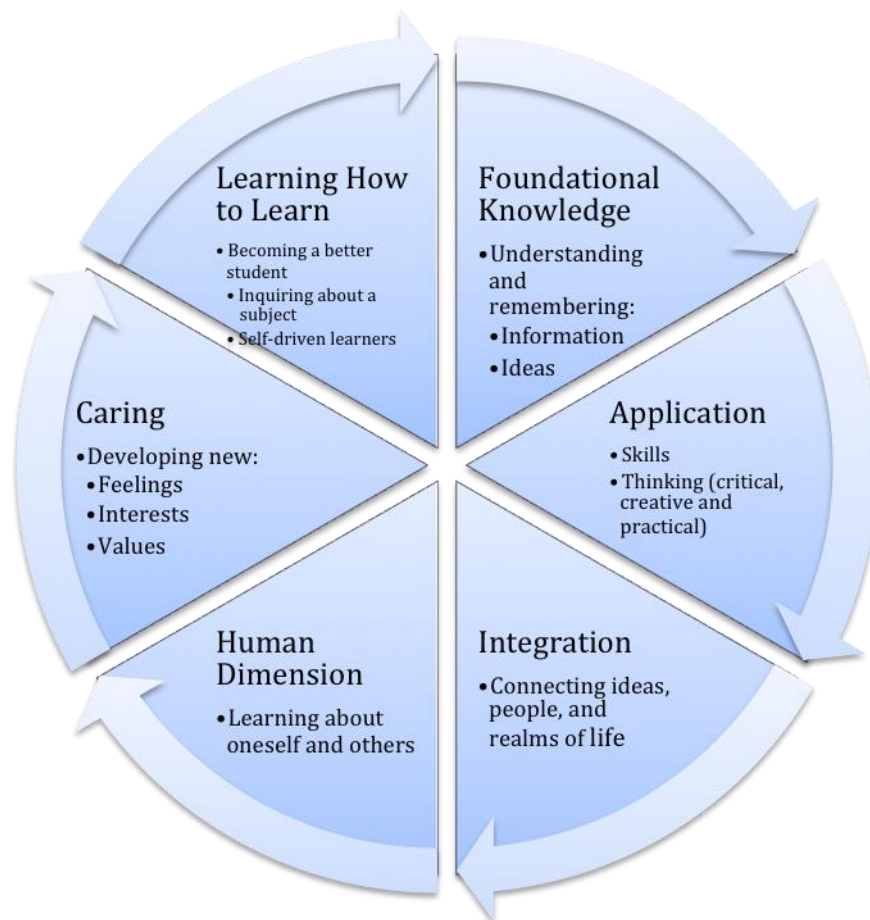 Learning How
to Learn
• Becoming a better
student
• Inquiring about a
subject
• Self-driven learners
Foundational
Knowledge
• Understanding
and
remembering:
• Information
• Ideas
Application
• Skills
• Thinking (critical,
creative and
practical)
Integration
• Connecting ideas,
people, and
realms of life
Human
Dimension
• Learning about
oneself and others
Caring
• Developing new:
• Feelings
• Interests
• Values